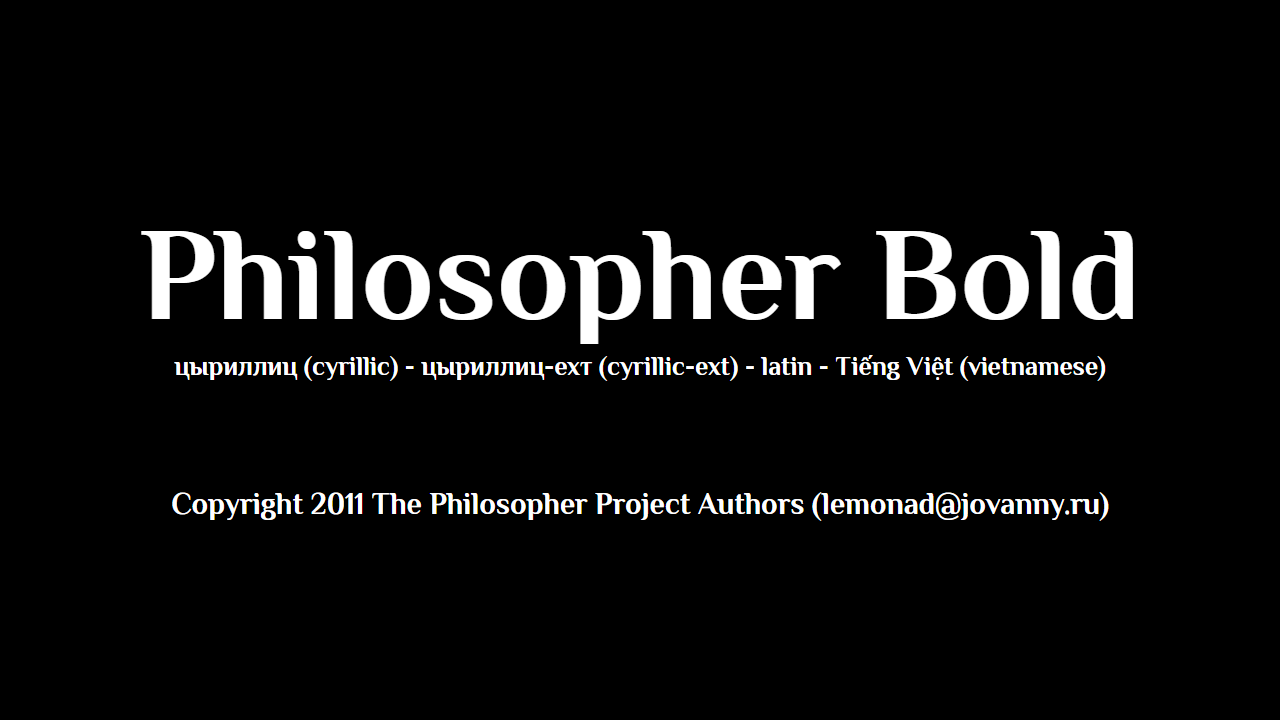 Philosopher Bold
цыриллиц (cyrillic) - цыриллиц-ехт (cyrillic-ext) - latin - Tiếng Việt (vietnamese)
Copyright 2011 The Philosopher Project Authors (lemonad@jovanny.ru)